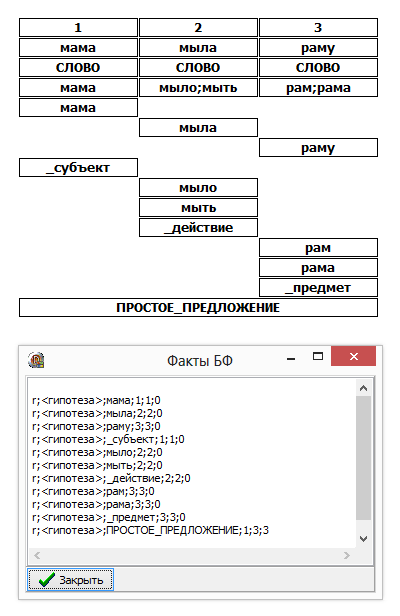 1 2 3
мама мыла раму
СЛОВО СЛОВО СЛОВО
мама мыло;мыть рам;рама
мама
мыла
раму
_субъект
мыло
мыть
_действие
рам
рама
_предмет
ПРОСТОЕ_ПРЕДЛОЖЕНИЕ
Факты БФ
r;<гипотеза>;мама;1;1;0
r;<гипотеза>;мыла;2;2;0
r;<гипотеза>;раму;3;3;0
r;<гипотеза>;_субъект;1;1;0
r;<гипотеза>;мыло;2;2;0
r;<гипотеза>;мыть;2;2;0
r;<гипотеза>;_действие;2;2;0
r;<гипотеза>;рам;3;3;0
r;<гипотеза>;рама;3;3;0
r;<гипотеза>;_предмет;3;3;0
r;<гипотеза>;ПРОСТОЕ_ПРЕДЛОЖЕНИЕ;1;3;3
Закрыть